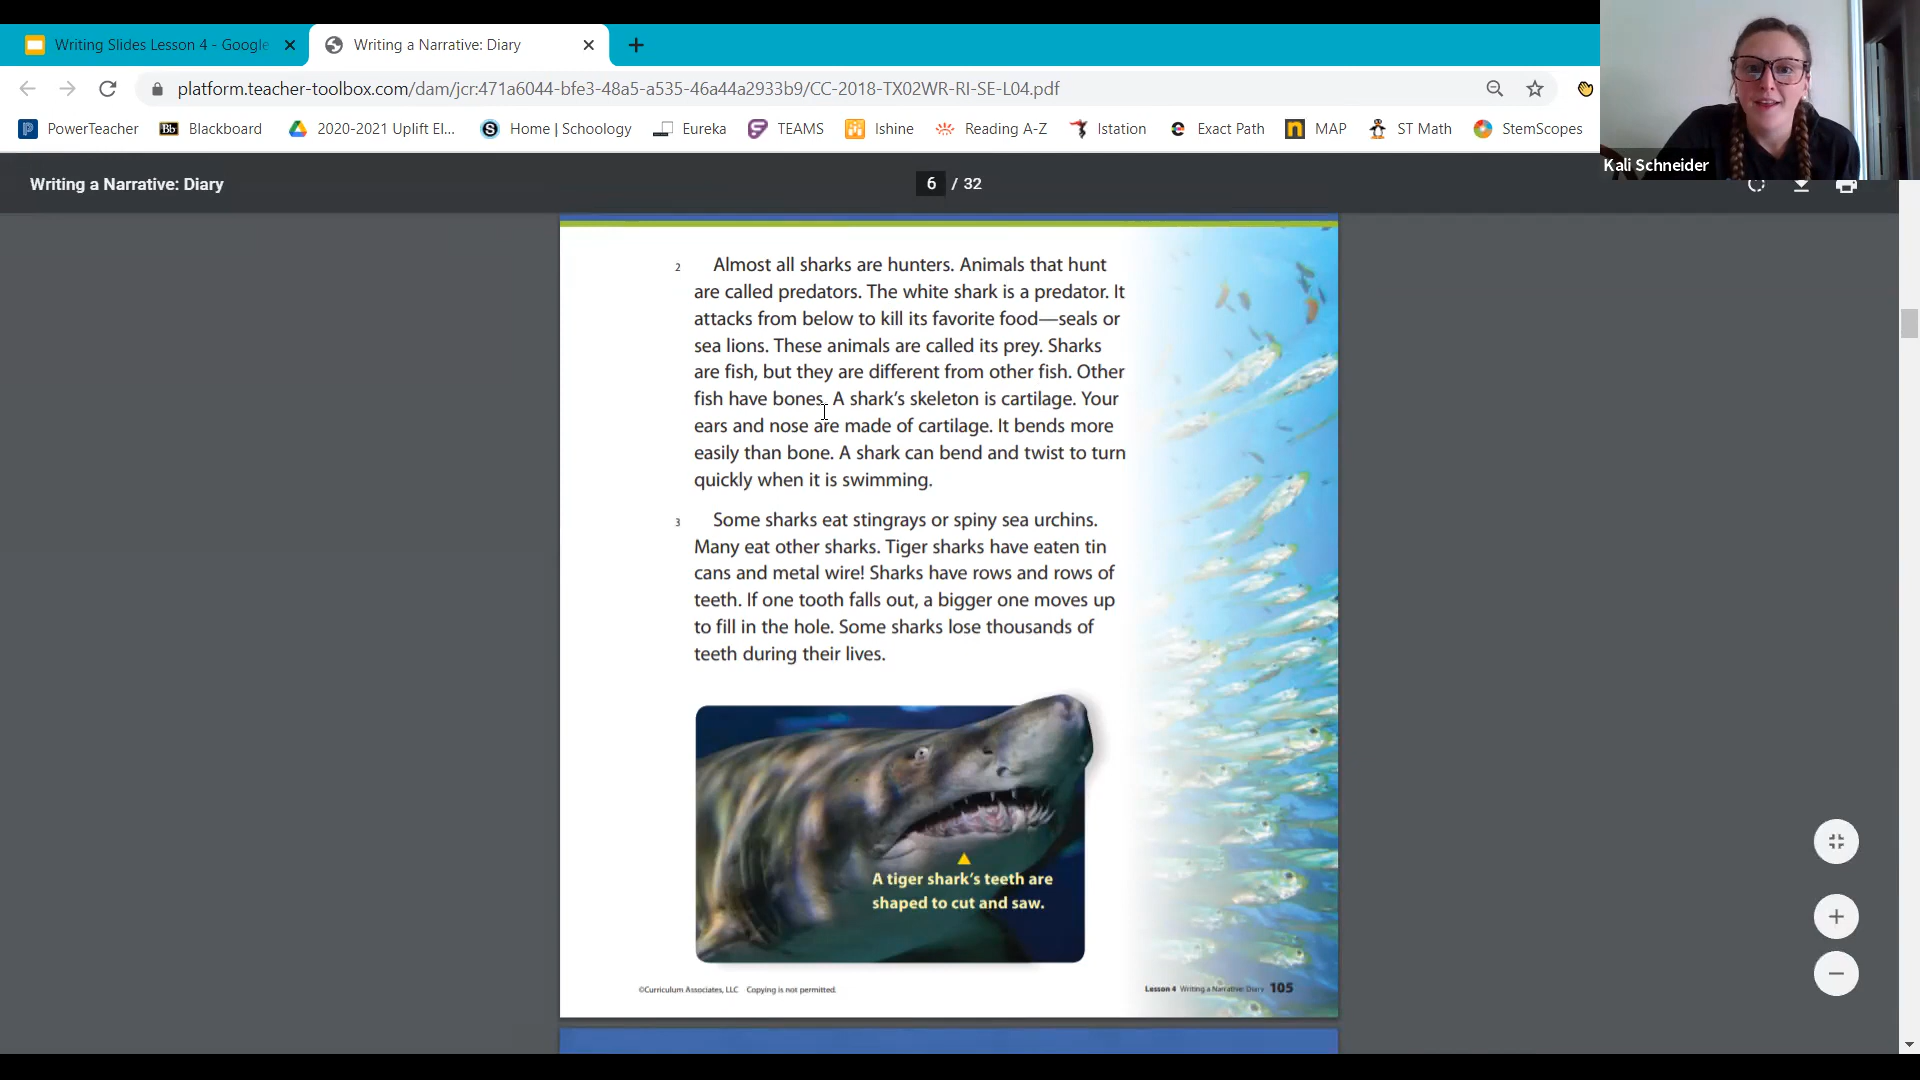 Writing Slides Lesson 4 - Google
Writing a Narrative: Diary
platform.teacher-toolbox.com/dam/jcr:471a6044-bfe3-48a5-a535-46a44a2933b9/CC-2018-TX02WR-RI-SE-L04.pdf
PowerTeacher
Bb Blackboard
2020-2021 Uplift El...
S Home | Schoology
Eureka
TEAMS
Ishine
Reading A-Z
Istation
Exact Path
n MAP
ST Math
StemScopes
Kali Schneider
Writing a Narrative: Diary
6 / 32
2 Almost all sharks are hunters. Animals that hunt
are called predators. The white shark is a predator. It
attacks from below to kill its favorite food—seals or
sea lions. These animals are called its prey. Sharks
are fish, but they are different from other fish. Other
fish have bones. A shark's skeleton is cartilage. Your
ears and nose are made of cartilage. It bends more
easily than bone. A shark can bend and twist to turn
quickly when it is swimming.
3 Some sharks eat stingrays or spiny sea urchins.
Many eat other sharks. Tiger sharks have eaten tin
cans and metal wire! Sharks have rows and rows of
teeth. If one tooth falls out, a bigger one moves up
to fill in the hole. Some sharks lose thousands of
teeth during their lives.
A tiger shark's teeth are
shaped to cut and saw.
©Curriculum Associates, LLC Copying is not permitted.
Lesson 4 Writing a Narrative: Diary 105